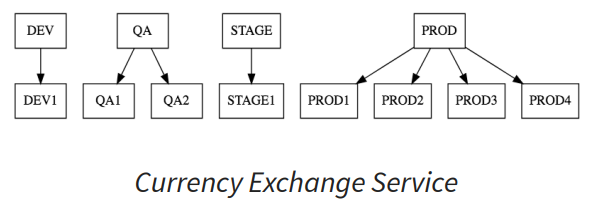 DEV QA STAGE PROD
DEV1 QA1 QA2 STAGE1 PROD1 PROD2 PROD3 PROD4
Currency Exchange Service